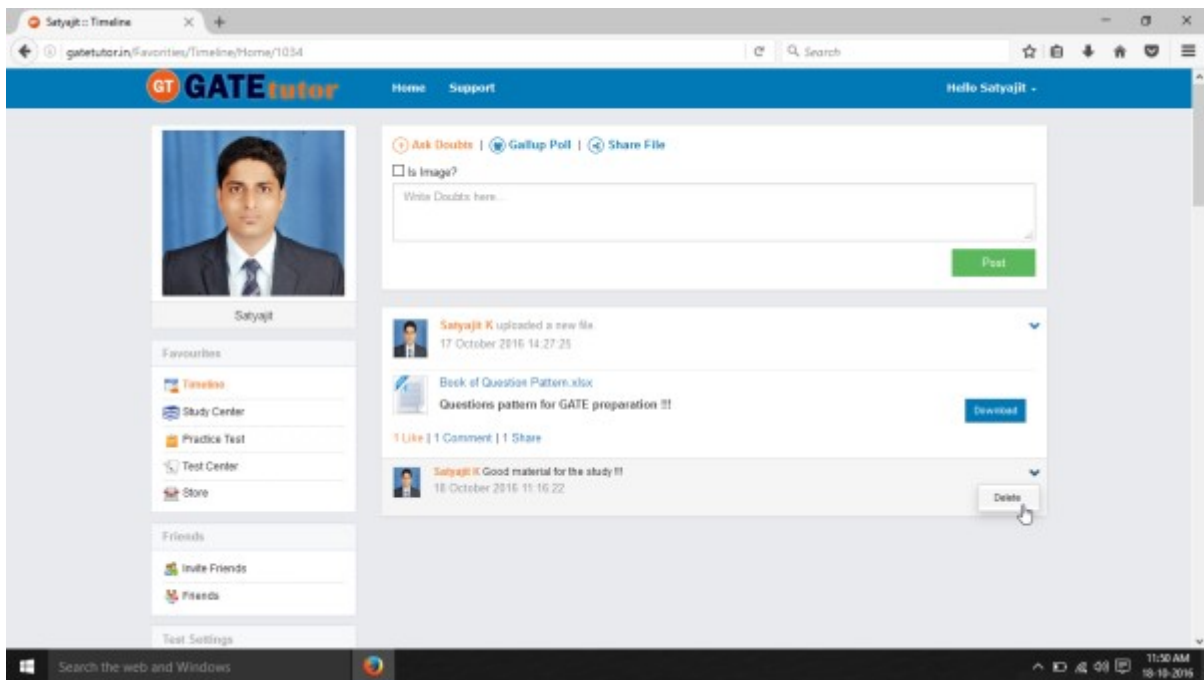 Satyajit :: Timeline
gatetutor.in/Favorities/Timeline/Home/1034
Search
GT GATEtutor
Home Support Hello Satyajit
Ask Doubts | Gallup Poll | Share File
Is Image?
Write Doubts here...
Post
Satyajit
Favourites
Timeline
Study Center
Practice Test
Test Center
Store
Friends
Invite Friends
Friends
Test Settings
Satyajit K uploaded a new file.
17 October 2016 14:27:25
Book of Question Pattern.xlsx
Questions pattern for GATE preparation !!!
Download
1 Like | 1 Comment | 1 Share
Satyajit K Good material for the study !!!
18 October 2016 11:16:22
Delete
Search the web and Windows
11:50 AM
18-10-2016